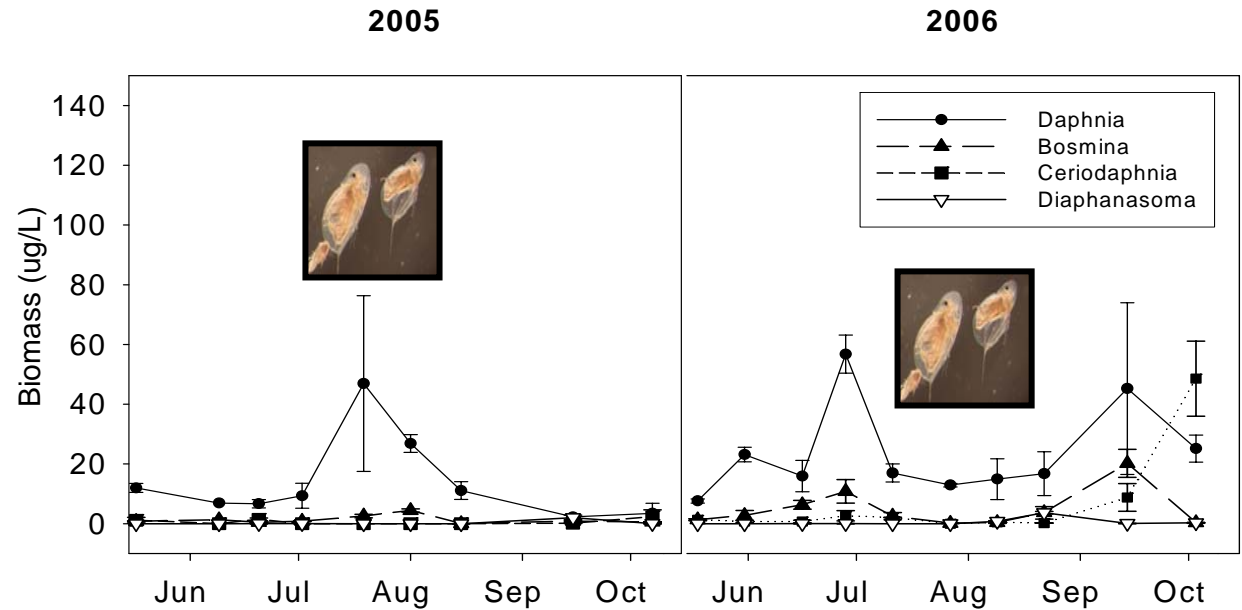 2005 2006
140
120
100
80
60
40
20
0
Biomass (ug/L)
Daphnia
Bosmina
Ceriodaphnia
Diaphanasoma
Jun Jul Aug Sep Oct Jun Jul Aug Sep Oct